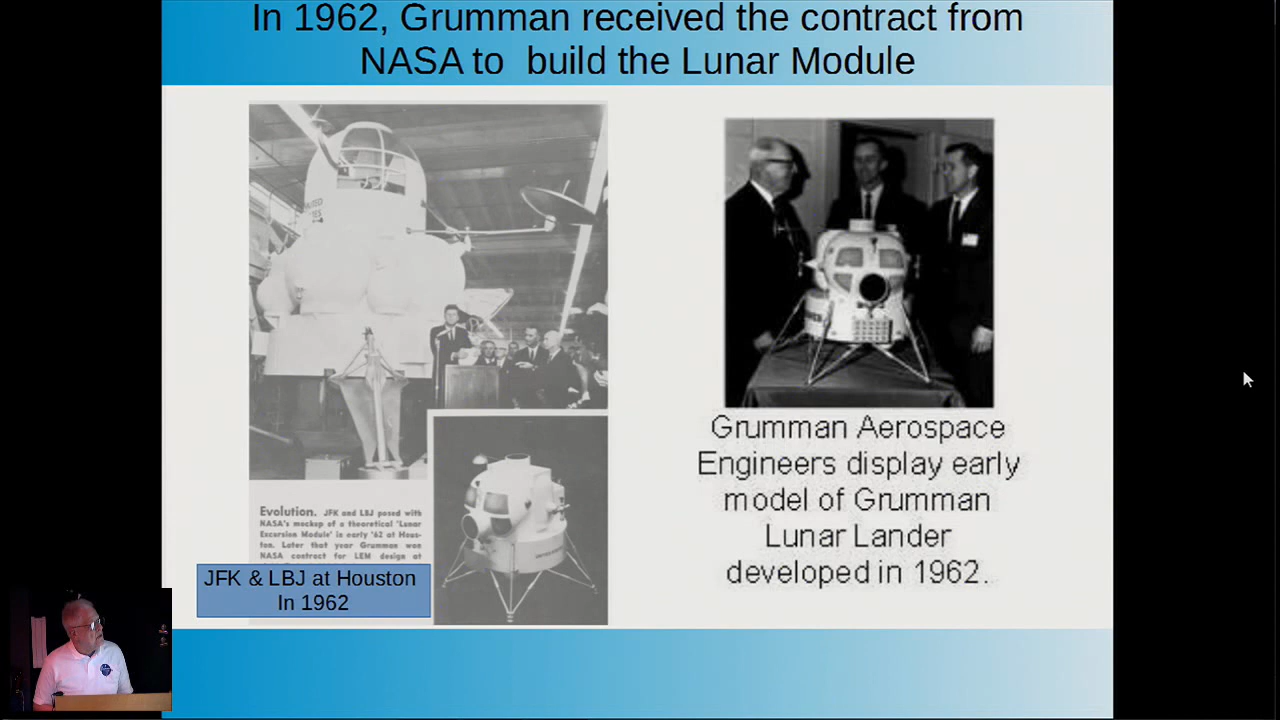 In 1962, Grumman received the contract from
NASA to build the Lunar Module
Evolution. JFK and LBJ posed with
NASA's mockup of a theoretical 'Lunar
Excursion Module' in early '62 at Hous-
ton. Later that year Grumman won
NASA contract for LEM design at
JFK & LBJ at Houston
In 1962
Grumman Aerospace
Engineers display early
model of Grumman
Lunar Lander
developed in 1962.